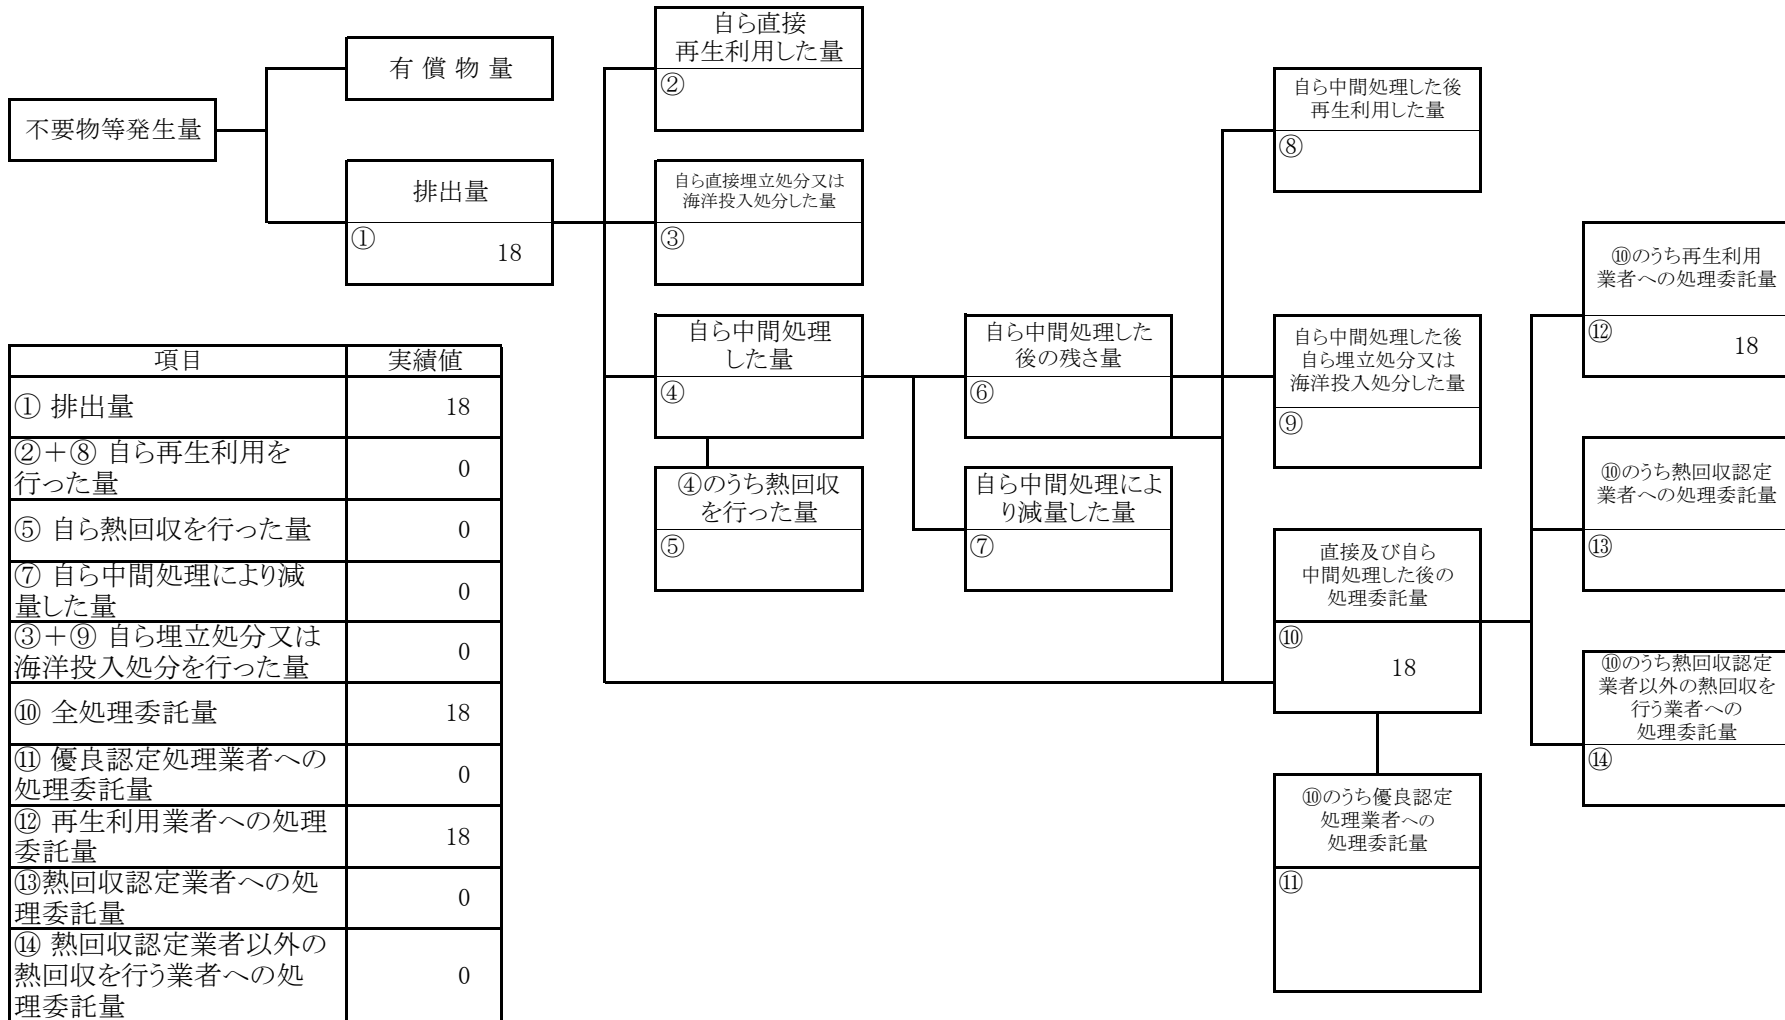 自ら直接
再生利用した量
②
有 償 物 量
不要物等発生量
自ら中間処理した後
再生利用した量
⑧
排出量
①
18
自ら直接埋立処分又は
海洋投入処分した量
③
⑩のうち再生利用
業者への処理委託量
⑫
18
自ら中間処理
した量
④
自ら中間処理した
後の残さ量
⑥
自ら中間処理した後
自ら埋立処分又は
海洋投入処分した量
⑨
④のうち熱回収
を行った量
⑤
自ら中間処理によ
り減量した量
⑦
⑩のうち熱回収認定
業者への処理委託量
⑬
直接及び自ら
中間処理した後の
処理委託量
⑩
18
⑩のうち熱回収認定
業者以外の熱回収を
行う業者への
処理委託量
⑭
⑩のうち優良認定
処理業者への
処理委託量
⑪
項目 実績値
① 排出量 18
②＋⑧ 自ら再生利用を
行った量 0
⑤ 自ら熱回収を行った量 0
⑦ 自ら中間処理により減
量した量 0
③＋⑨ 自ら埋立処分又は
海洋投入処分を行った量 0
⑩ 全処理委託量 18
⑪ 優良認定処理業者への
処理委託量 0
⑫ 再生利用業者への処理
委託量 18
⑬熱回収認定業者への処
理委託量 0
⑭ 熱回収認定業者以外の
熱回収を行う業者への処
理委託量 0